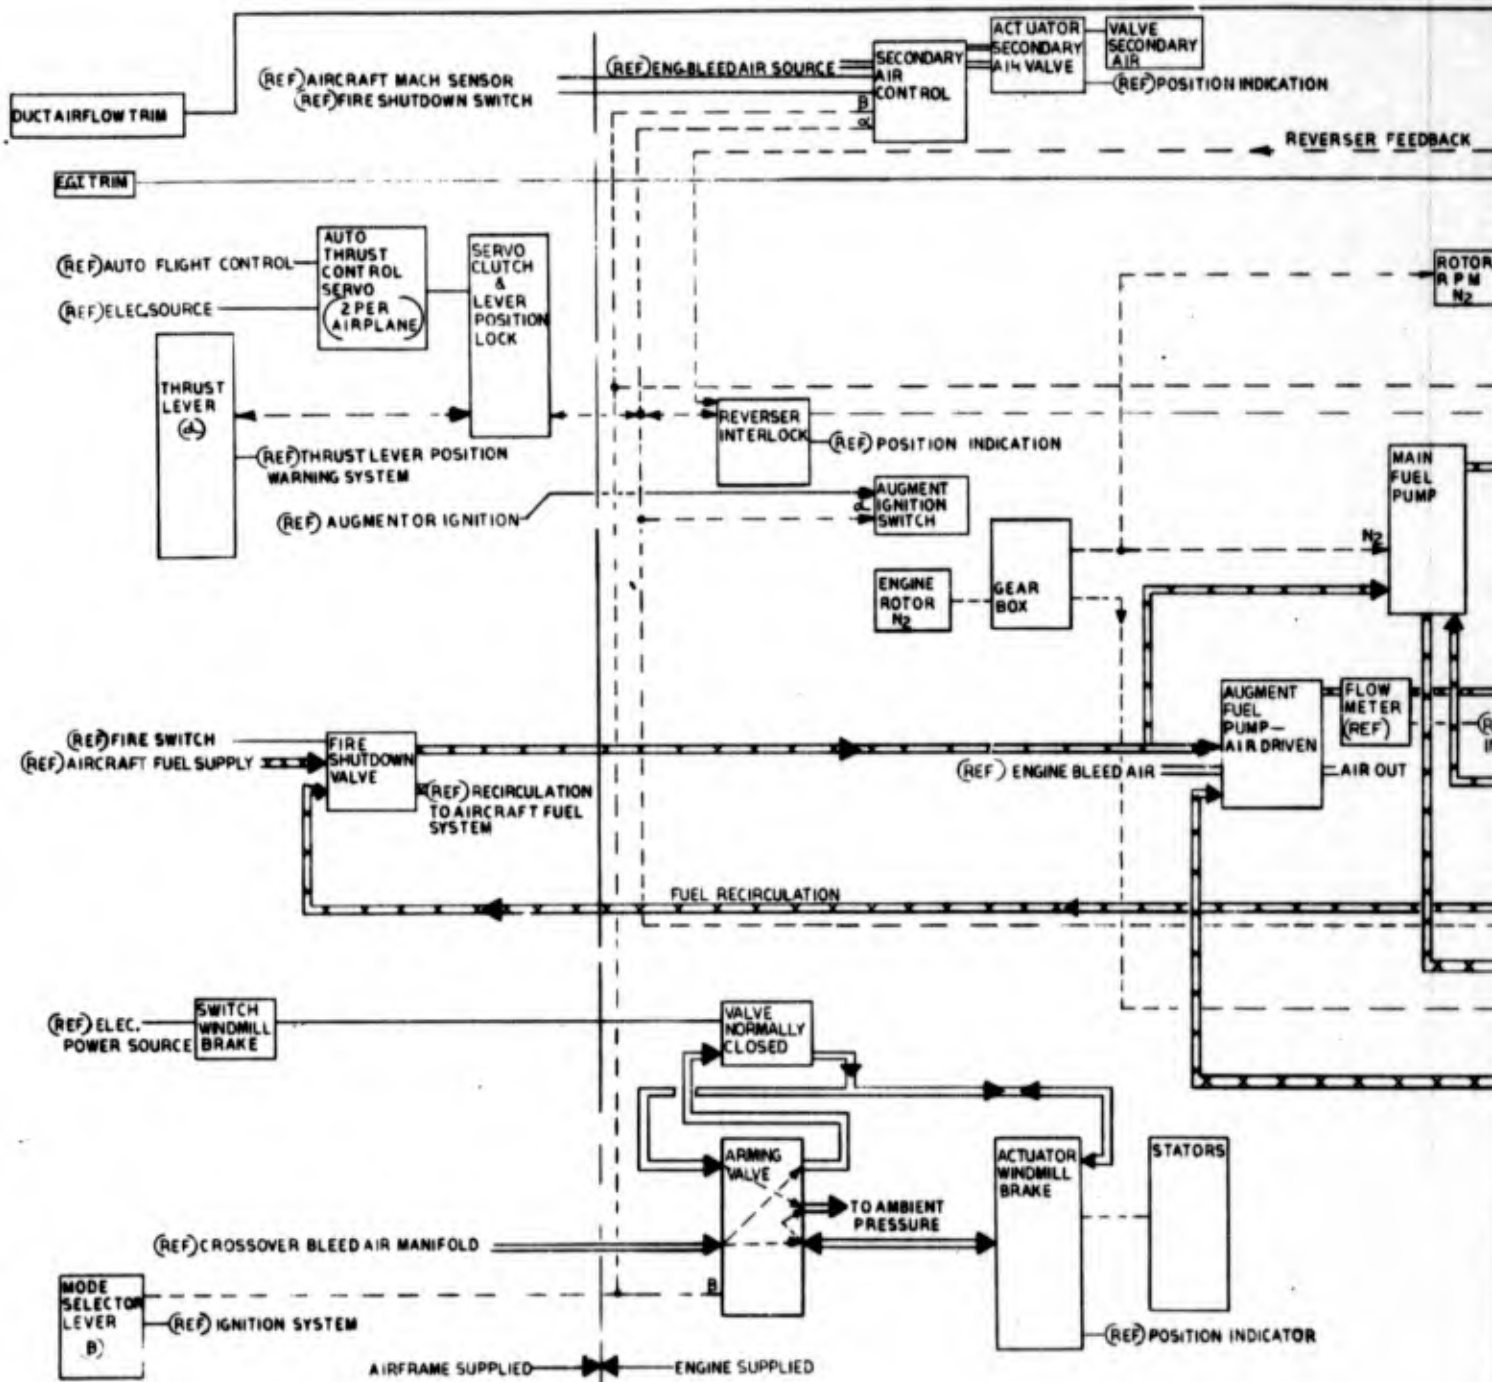 DUCT AIRFLOW TRIM
(REF) AIRCRAFT MACH SENSOR
(REF) FIRE SHUTDOWN SWITCH
(REF) ENG. BLEED AIR SOURCE
B
α
SECONDARY
AIR
CONTROL
ACTUATOR
SECONDARY
AIR VALVE
VALVE
SECONDARY
AIR
(REF) POSITION INDICATION
REVERSER FEEDBACK
E.G.T. TRIM
(REF) AUTO FLIGHT CONTROL
(REF) ELEC. SOURCE
AUTO
THRUST
CONTROL
SERVO
(2 PER
AIRPLANE)
SERVO
CLUTCH
&
LEVER
POSITION
LOCK
ROTOR
R P M
N2
THRUST
LEVER
(α)
(REF) THRUST LEVER POSITION
WARNING SYSTEM
REVERSER
INTERLOCK
(REF) POSITION INDICATION
(REF) AUGMENTOR IGNITION
α
AUGMENT
IGNITION
SWITCH
MAIN
FUEL
PUMP
N2
ENGINE
ROTOR
N2
GEAR
BOX
(REF) FIRE SWITCH
(REF) AIRCRAFT FUEL SUPPLY
FIRE
SHUTDOWN
VALVE
(REF) RECIRCULATION
TO AIRCRAFT FUEL
SYSTEM
(REF) ENGINE BLEED AIR
AUGMENT
FUEL
PUMP—
AIR DRIVEN
FLOW
METER
(REF)
AIR OUT
FUEL RECIRCULATION
(REF) ELEC.
POWER SOURCE
SWITCH
WINDMILL
BRAKE
VALVE
NORMALLY
CLOSED
ARMING
VALVE
TO AMBIENT
PRESSURE
ACTUATOR
WINDMILL
BRAKE
STATORS
(REF) CROSSOVER BLEED AIR MANIFOLD
B
MODE
SELECTOR
LEVER
B)
(REF) IGNITION SYSTEM
(REF) POSITION INDICATOR
AIRFRAME SUPPLIED
ENGINE SUPPLIED